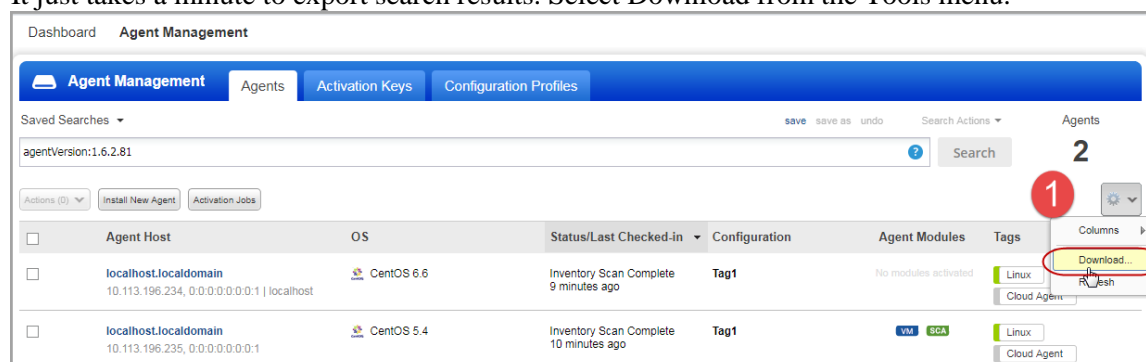 It just takes a minute to export search results. Select Download from the Tools menu.
Dashboard Agent Management
Agent Management Agents Activation Keys Configuration Profiles
Saved Searches save save as undo Search Actions Agents
agentVersion:1.6.2.81 ? Search 2
Actions (0) Install New Agent Activation Jobs 1
Agent Host OS Status/Last Checked-in Configuration Agent Modules Tags Columns
Download...
localhost.localdomain CentOS 6.6 Inventory Scan Complete Tag1 No modules activated Linux Refresh
10.113.196.234, 0:0:0:0:0:0:0:1 | localhost 9 minutes ago Cloud Agent
localhost.localdomain CentOS 5.4 Inventory Scan Complete Tag1 VM SCA Linux
10.113.196.235, 0:0:0:0:0:0:0:1 10 minutes ago Cloud Agent